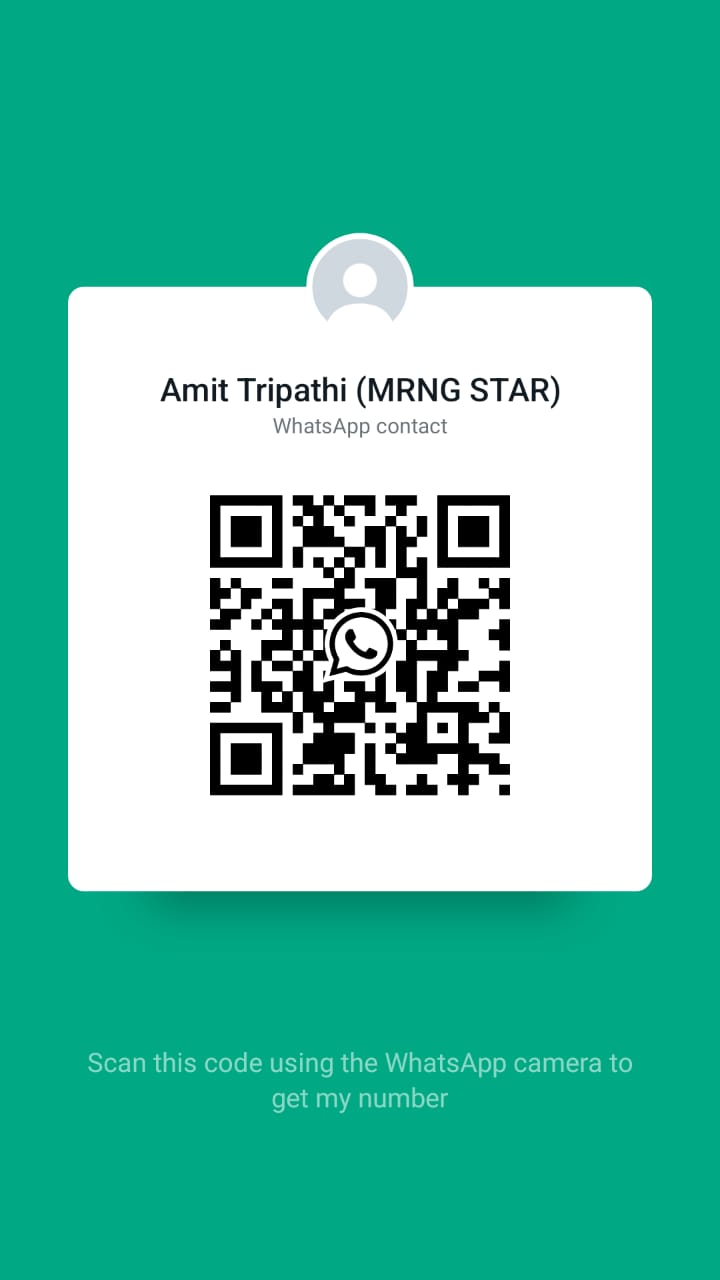 Amit Tripathi (MRNG STAR)
WhatsApp contact
Scan this code using the WhatsApp camera to
get my number